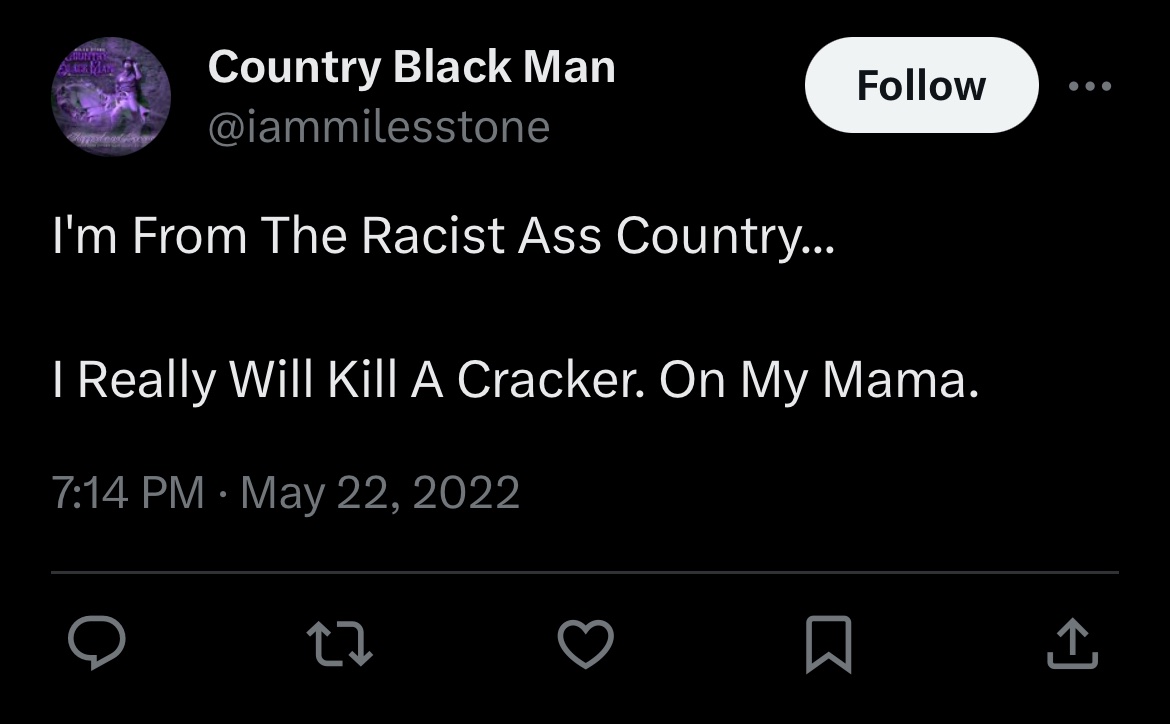 Country Black Man
Follow
@iammilesstone
I'm From The Racist Ass Country...
I Really Will Kill A Cracker. On My Mama.
7:14 PM · May 22, 2022